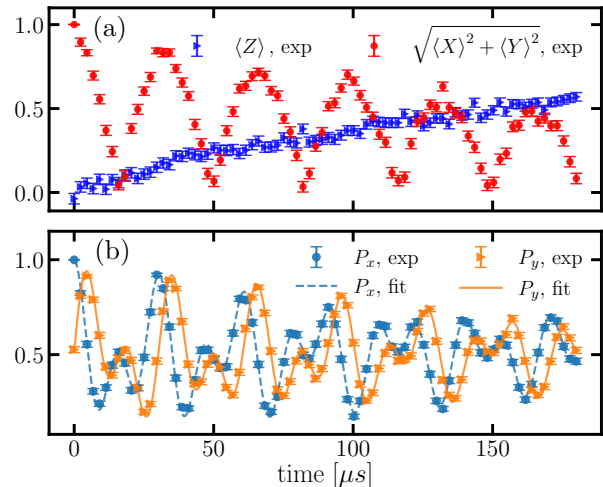 (a)
⟨Z⟩, exp
√⟨X⟩² + ⟨Y⟩², exp
1.0
0.5
0.0
(b)
P_x, exp
P_y, exp
P_x, fit
P_y, fit
1.0
0.5
0
50
100
150
time [μs]